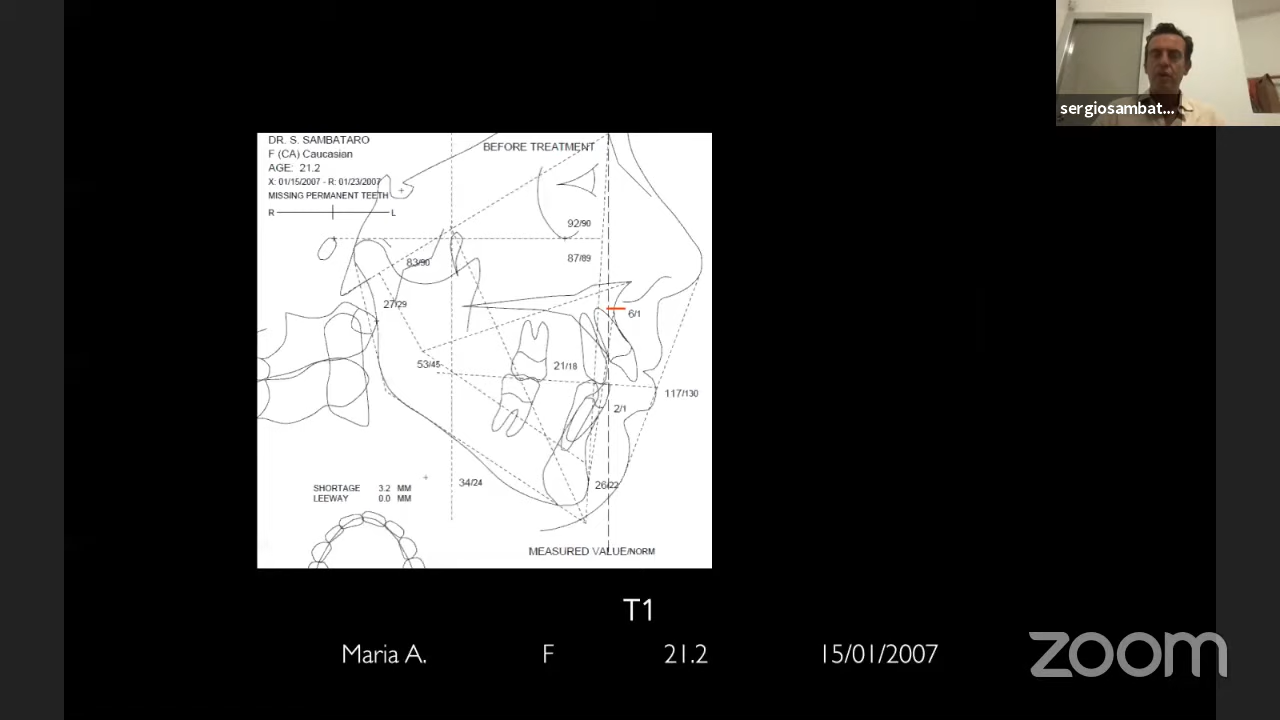 sergiosambat...
DR. S. SAMBATARO
F (CA) Caucasian
AGE: 21.2
X: 01/15/2007 - R: 01/23/2007
MISSING PERMANENT TEETH
R L
BEFORE TREATMENT
92/90
87/89
83/90
27/29
6/1
53/45
21/18
117/130
2/1
34/24
26/22
SHORTAGE 3.2 MM
LEEWAY 0.0 MM
MEASURED VALUE/NORM
T1
Maria A. F 21.2 15/01/2007
zoom